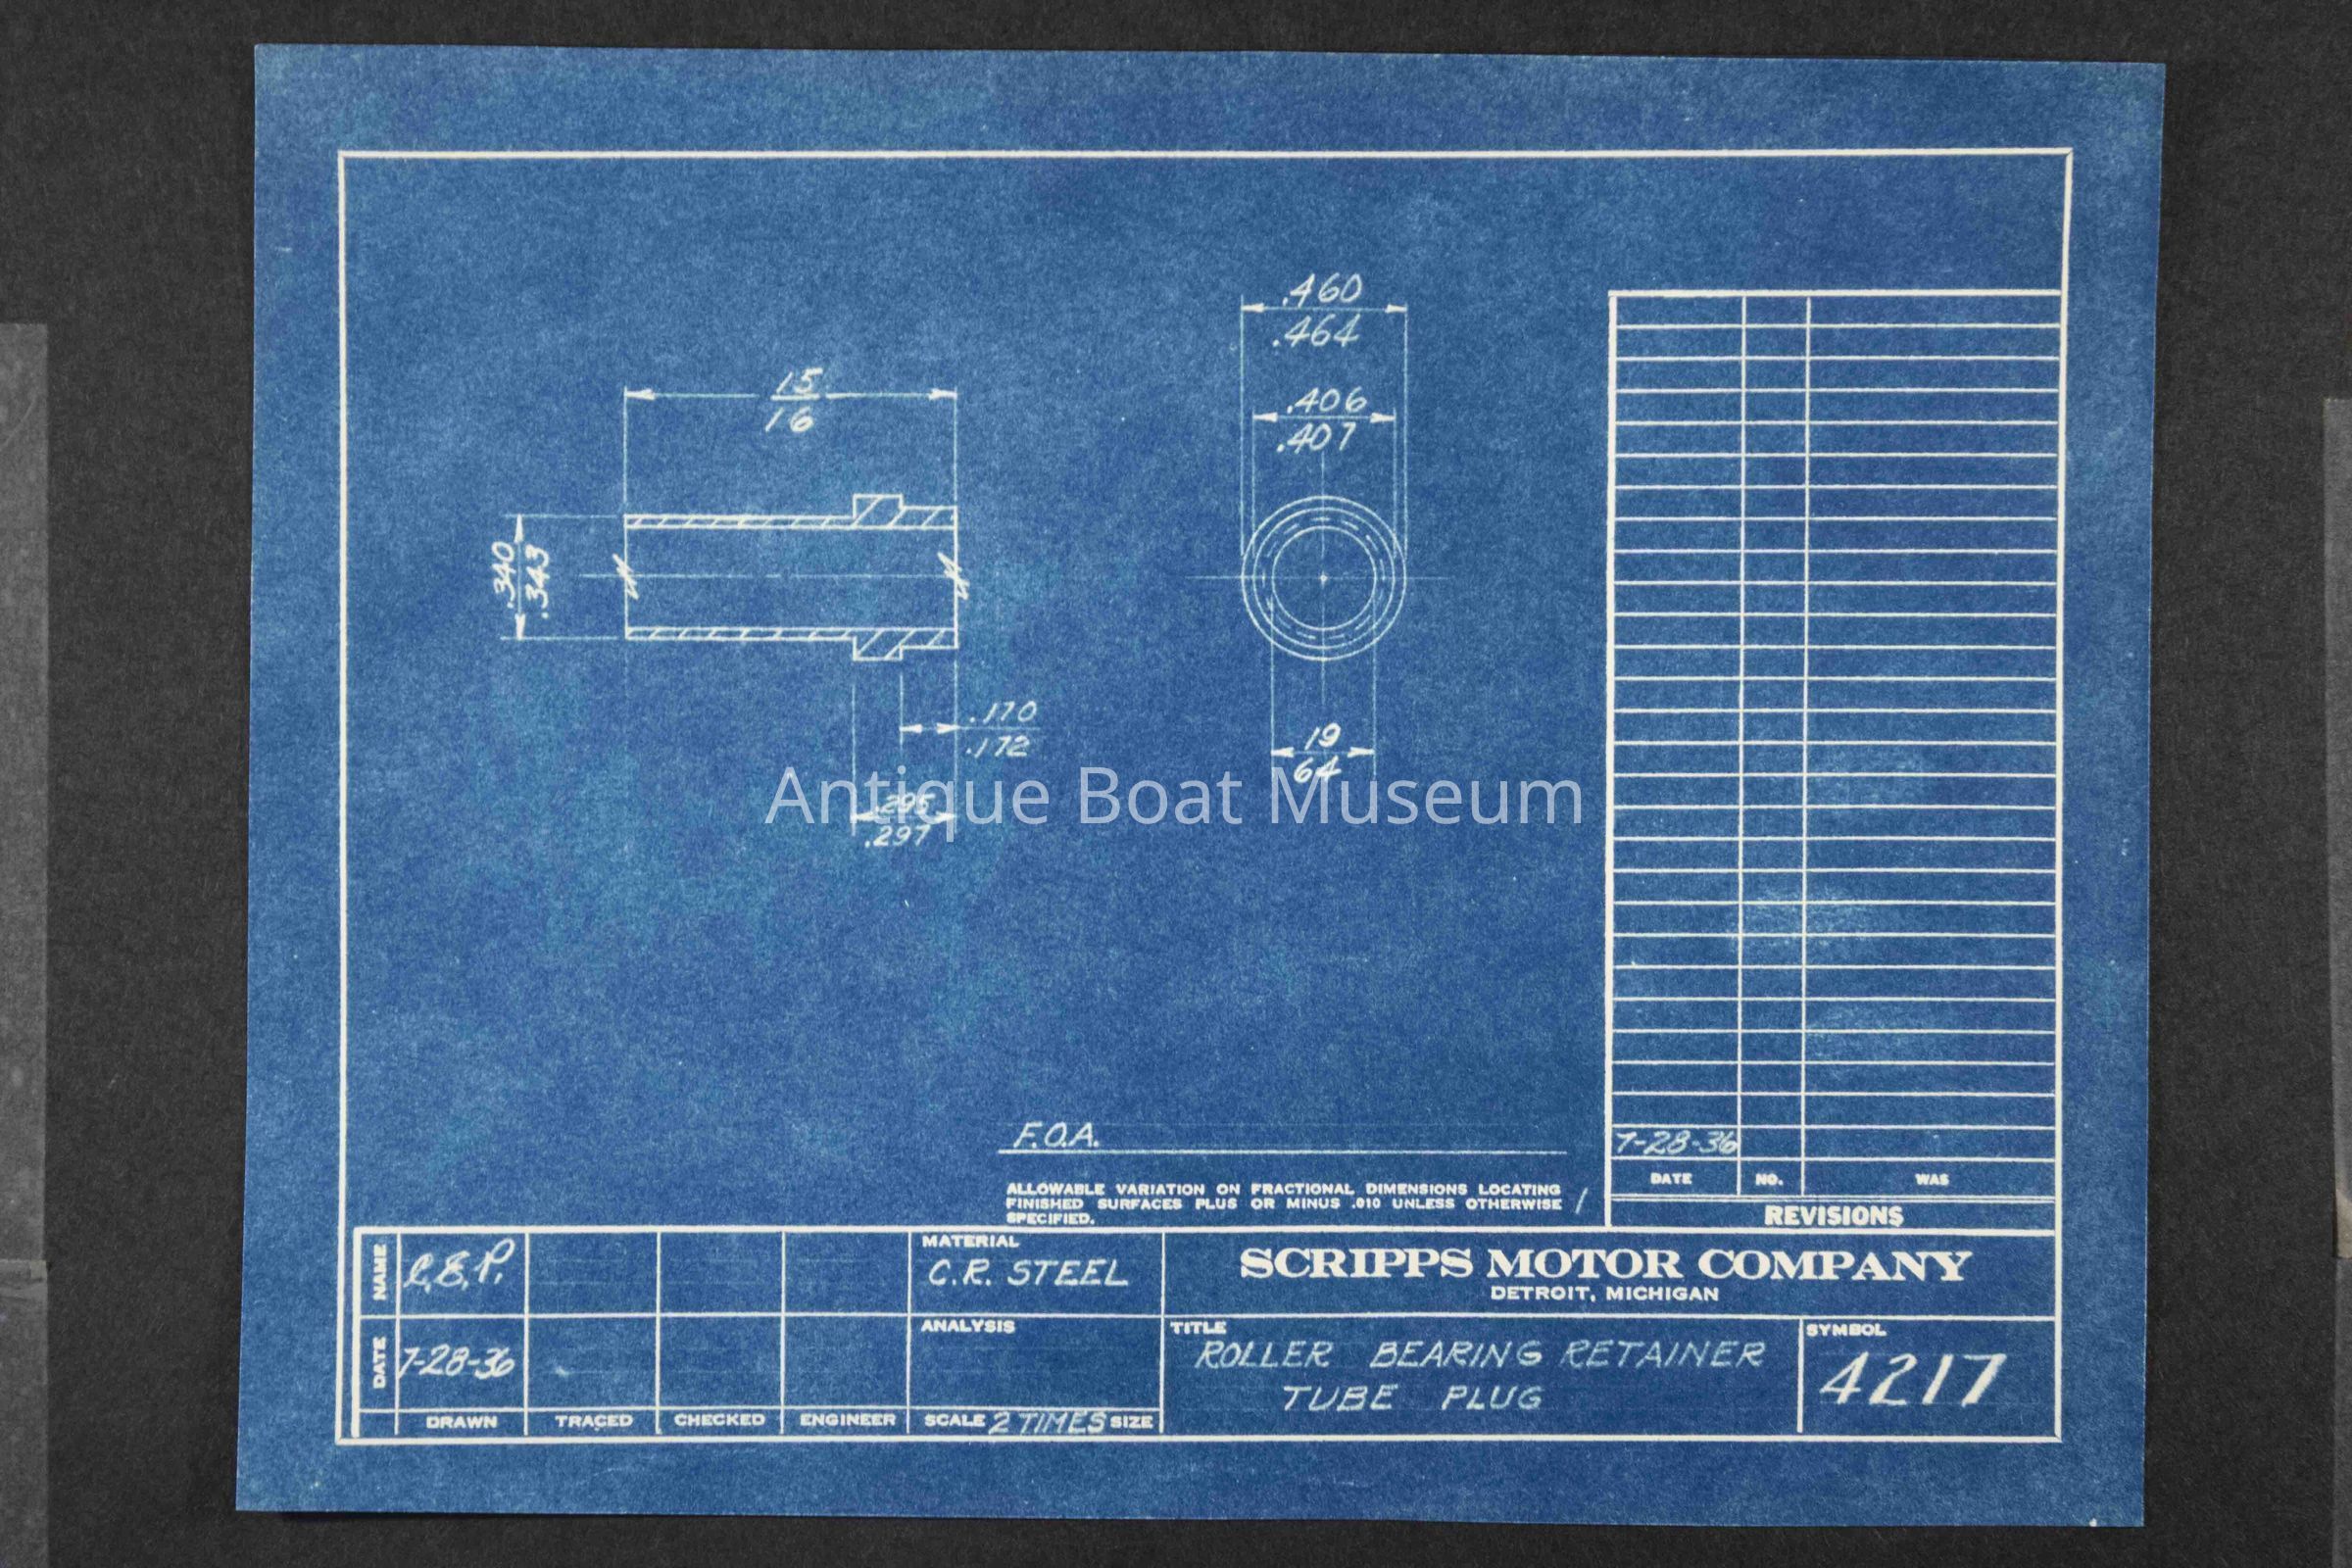 .460
.464
15
16
.406
.407
.340
.343
.170
.172
19
64
.295
.297
Antique Boat Museum
F.O.A.
ALLOWABLE VARIATION ON FRACTIONAL DIMENSIONS LOCATING
FINISHED SURFACES PLUS OR MINUS .010 UNLESS OTHERWISE
SPECIFIED.
7-28-36
DATE NO. WAS
REVISIONS
NAME C.E.P.
MATERIAL
C.R. STEEL
SCRIPPS MOTOR COMPANY
DETROIT, MICHIGAN
DATE 7-28-36
ANALYSIS
TITLE
ROLLER BEARING RETAINER
TUBE PLUG
SYMBOL
4217
DRAWN TRACED CHECKED ENGINEER SCALE 2 TIMES SIZE